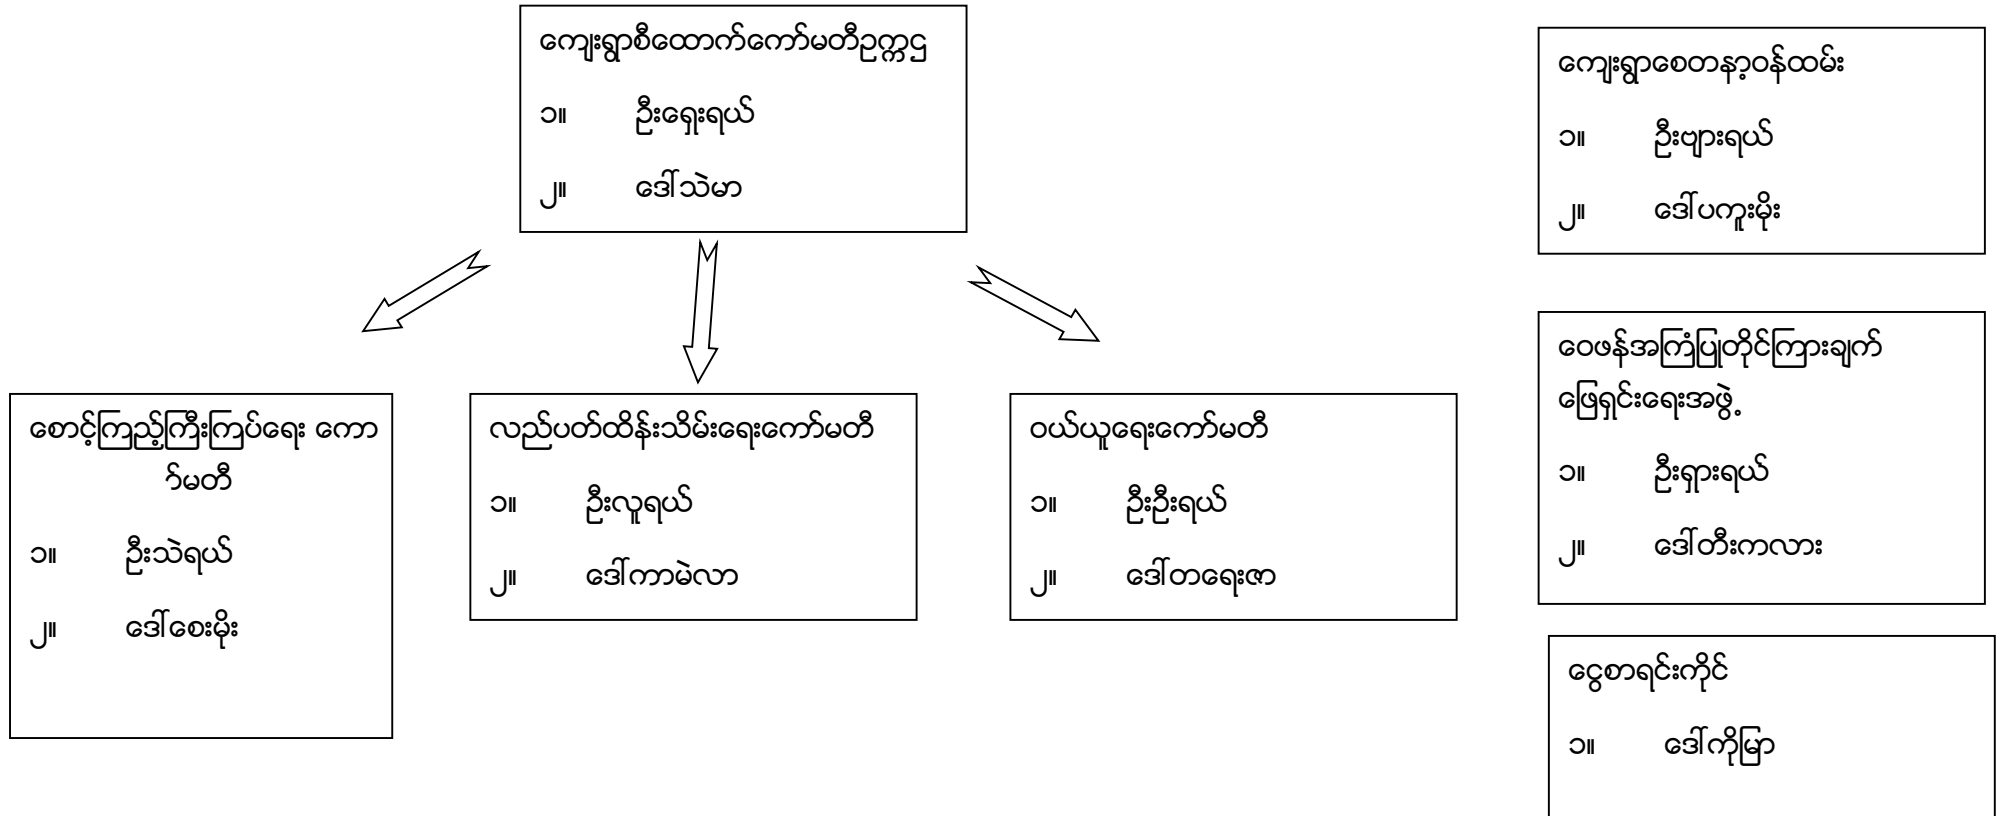 ကျေးရွာစီထောက်ကော်မတီဥက္ကဌ
၁။ ဦးရှေးရယ်
၂။ ဒေါ်သဲမာ
စောင့်ကြည့်ကြီးကြပ်ရေး ကော
်မတီ
၁။ ဦးသဲရယ်
၂။ ဒေါ်စေးမိုး
လည်ပတ်ထိန်းသိမ်းရေးကော်မတီ
၁။ ဦးလူရယ်
၂။ ဒေါ်ကာမဲလာ
ဝယ်ယူရေးကော်မတီ
၁။ ဦးဦးရယ်
၂။ ဒေါ်တရေးဇာ
ကျေးရွာစေတနာ့ဝန်ထမ်း
၁။ ဦးဗျားရယ်
၂။ ဒေါ်ပကူးမိုး
ဝေဖန်အကြံပြုတိုင်ကြားချက်
ဖြေရှင်းရေးအဖွဲ့
၁။ ဦးရှားရယ်
၂။ ဒေါ်တီးကလား
ငွေစာရင်းကိုင်
၁။ ဒေါ်ကိုမြာ